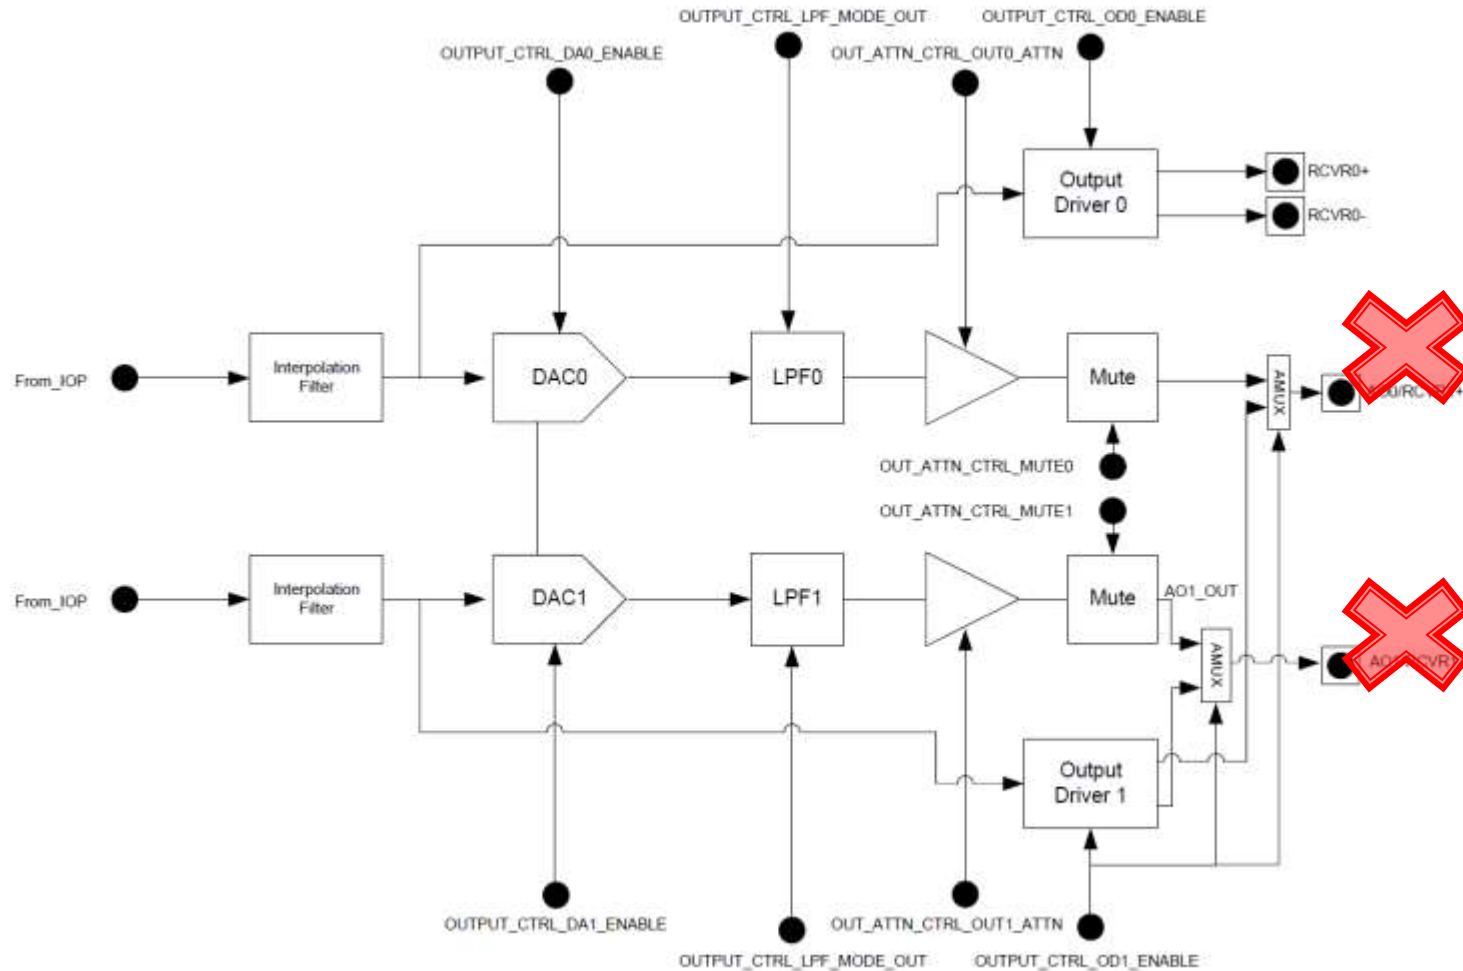 OUTPUT_CTRL_LPF_MODE_OUT
OUTPUT_CTRL_OD0_ENABLE
OUTPUT_CTRL_DA0_ENABLE
OUT_ATTN_CTRL_OUT0_ATTN
Output
Driver 0
RCVR0+
RCVR0-
From_IOP
Interpolation
Filter
DAC0
LPF0
Mute
AMUX
OUT_ATTN_CTRL_MUTE0
OUT_ATTN_CTRL_MUTE1
From_IOP
Interpolation
Filter
DAC1
LPF1
Mute
AO1_OUT
AMUX
Output
Driver 1
OUTPUT_CTRL_DA1_ENABLE
OUT_ATTN_CTRL_OUT1_ATTN
OUTPUT_CTRL_LPF_MODE_OUT
OUTPUT_CTRL_OD1_ENABLE